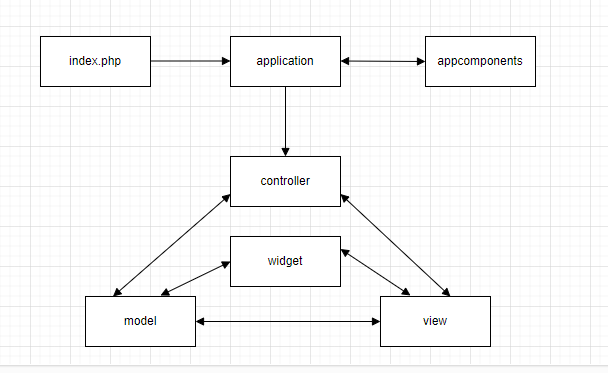 index.php
application
appcomponents
controller
widget
model
view